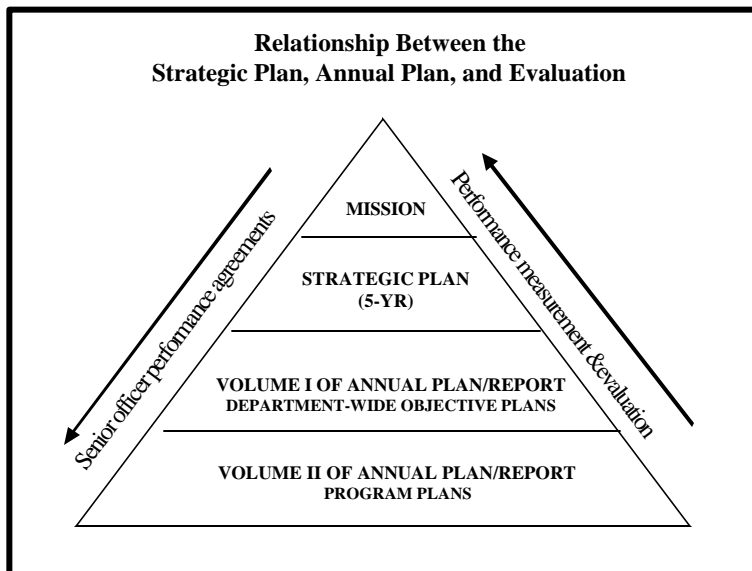 Relationship Between the
Strategic Plan, Annual Plan, and Evaluation
MISSION
STRATEGIC PLAN
(5-YR)
VOLUME I OF ANNUAL PLAN/REPORT
DEPARTMENT-WIDE OBJECTIVE PLANS
VOLUME II OF ANNUAL PLAN/REPORT
PROGRAM PLANS
Senior officer performance agreements
Performance measurement & evaluation